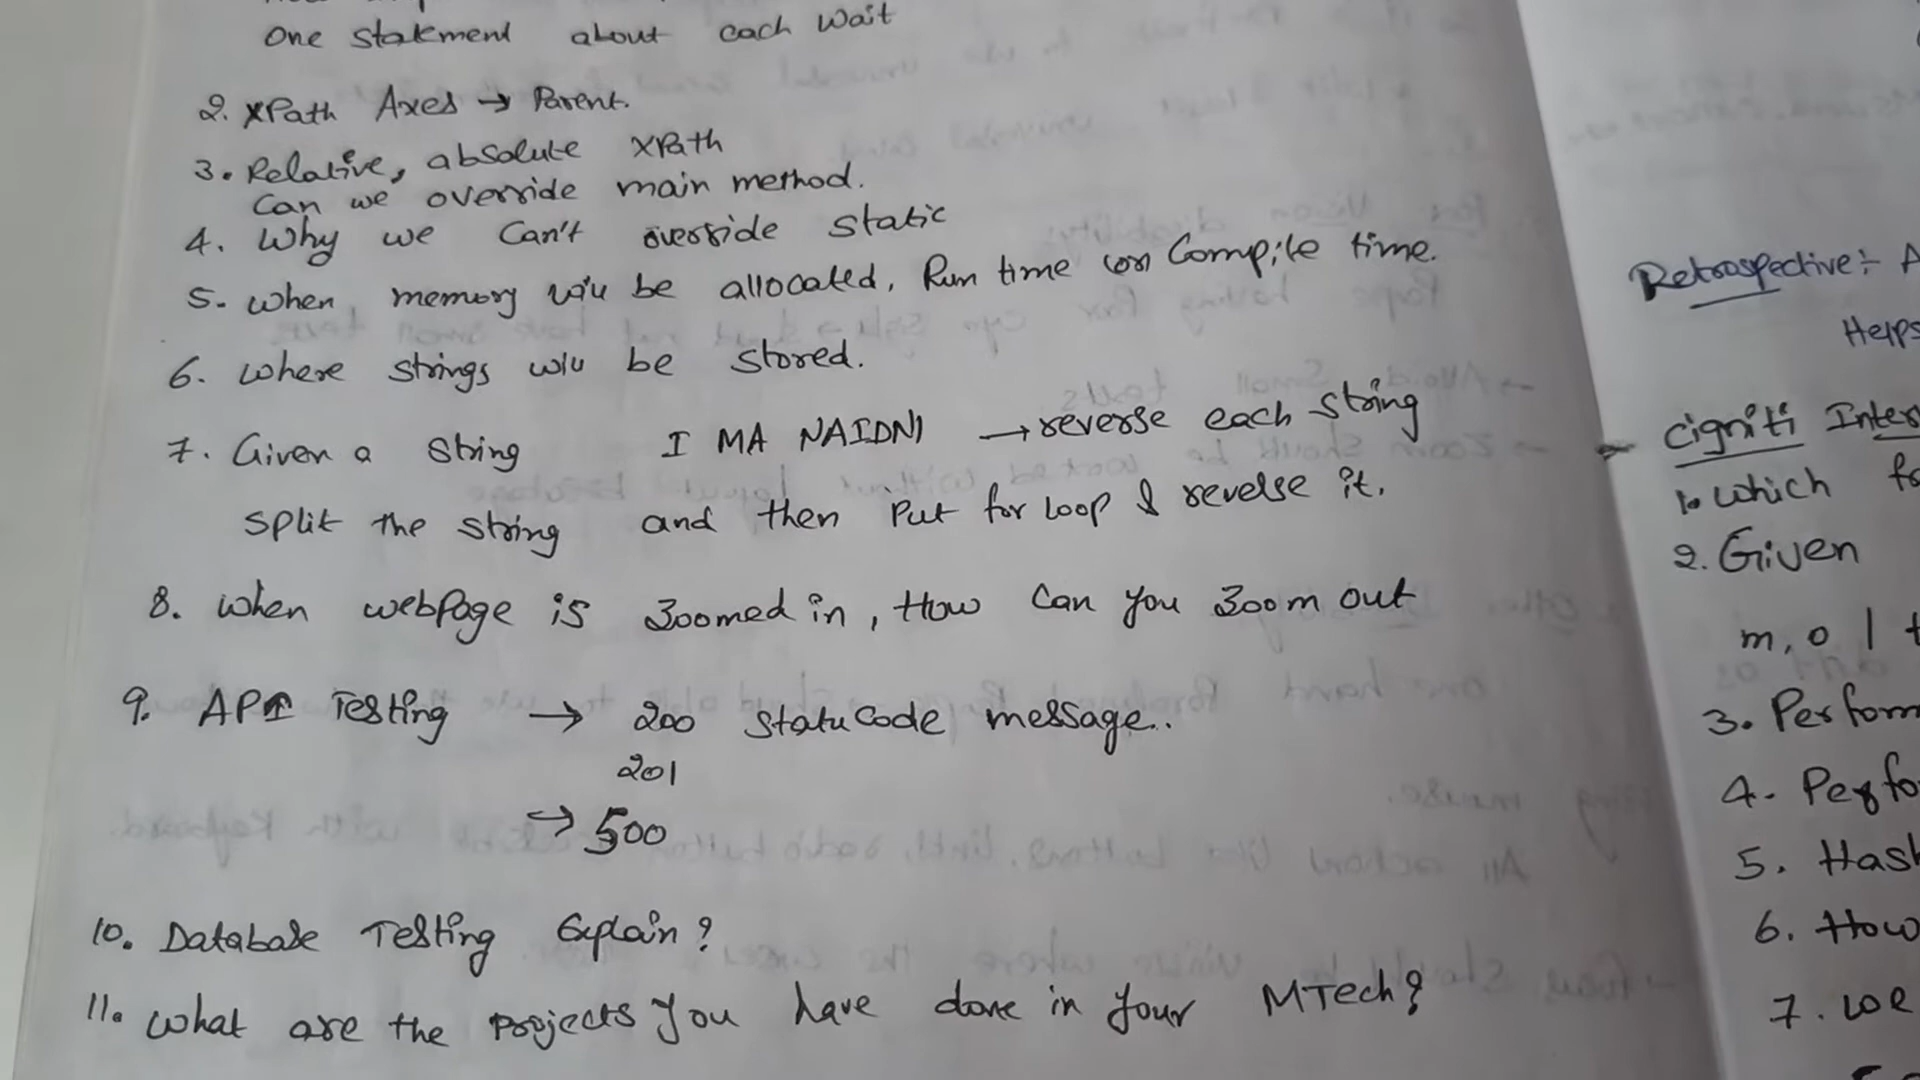 One statement about each wait
2. XPath Axes → Parent.
3. Relative, absolute XPath
Can we override main method.
4. Why we Can't override static
5. When memory will be allocated, Run time (or) Compile time.
6. Where strings will be stored.
7. Given a string I MA NAIDNI → reverse each string
Split the string and then Put for loop & reverse it.
8. When webpage is Zoomed in, How Can you Zoom out
9. API Testing → 200 StatuCode message..
201
→ 500
10. Database Testing Explain?
11. What are the Projects you have done in your MTech?
Retrospective:- A
Helps
Cigniti Inter
1. Which
2. Given
m, o |
3. Perform
4. Perfo
5. Hash
6. How
7. We